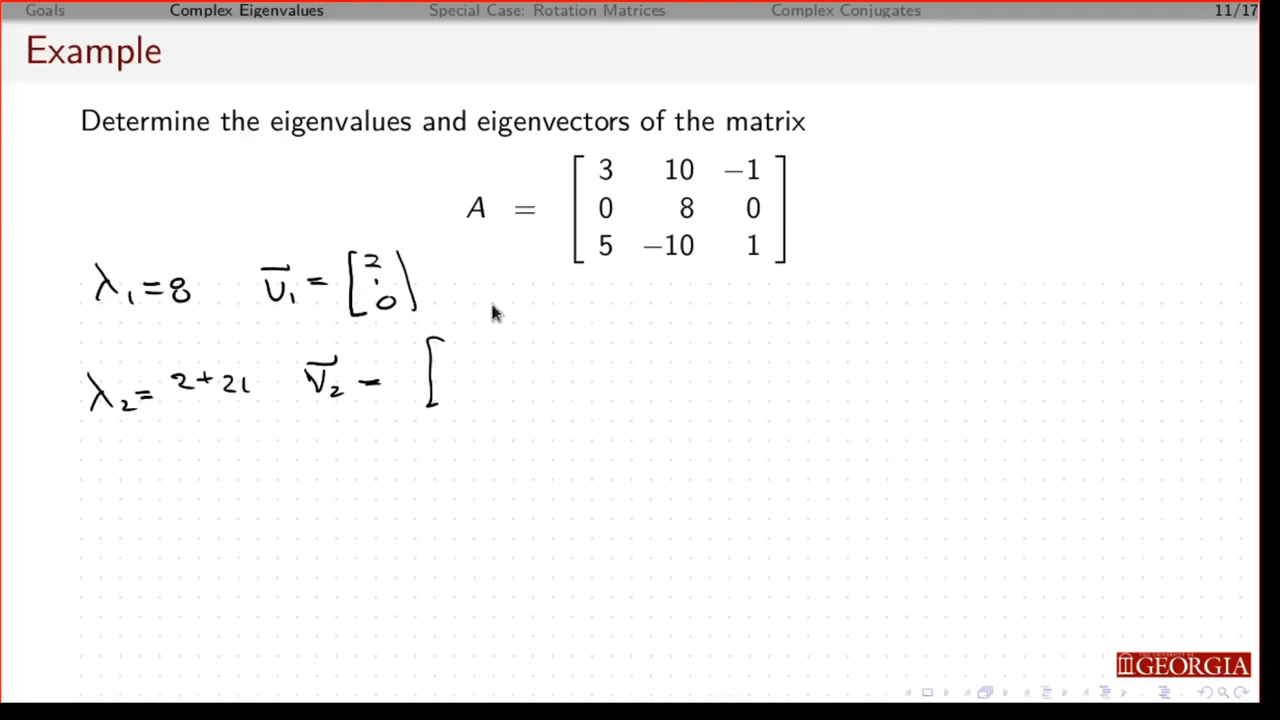 Goals Complex Eigenvalues Special Case: Rotation Matrices Complex Conjugates 11/17
Example
Determine the eigenvalues and eigenvectors of the matrix
A = [ 3 10 −1
0 8 0
5 −10 1 ]
λ₁=8 v̅₁ = [ 2
1
0 ]
λ₂= 2+2i v̅₂ = [
GEORGIA